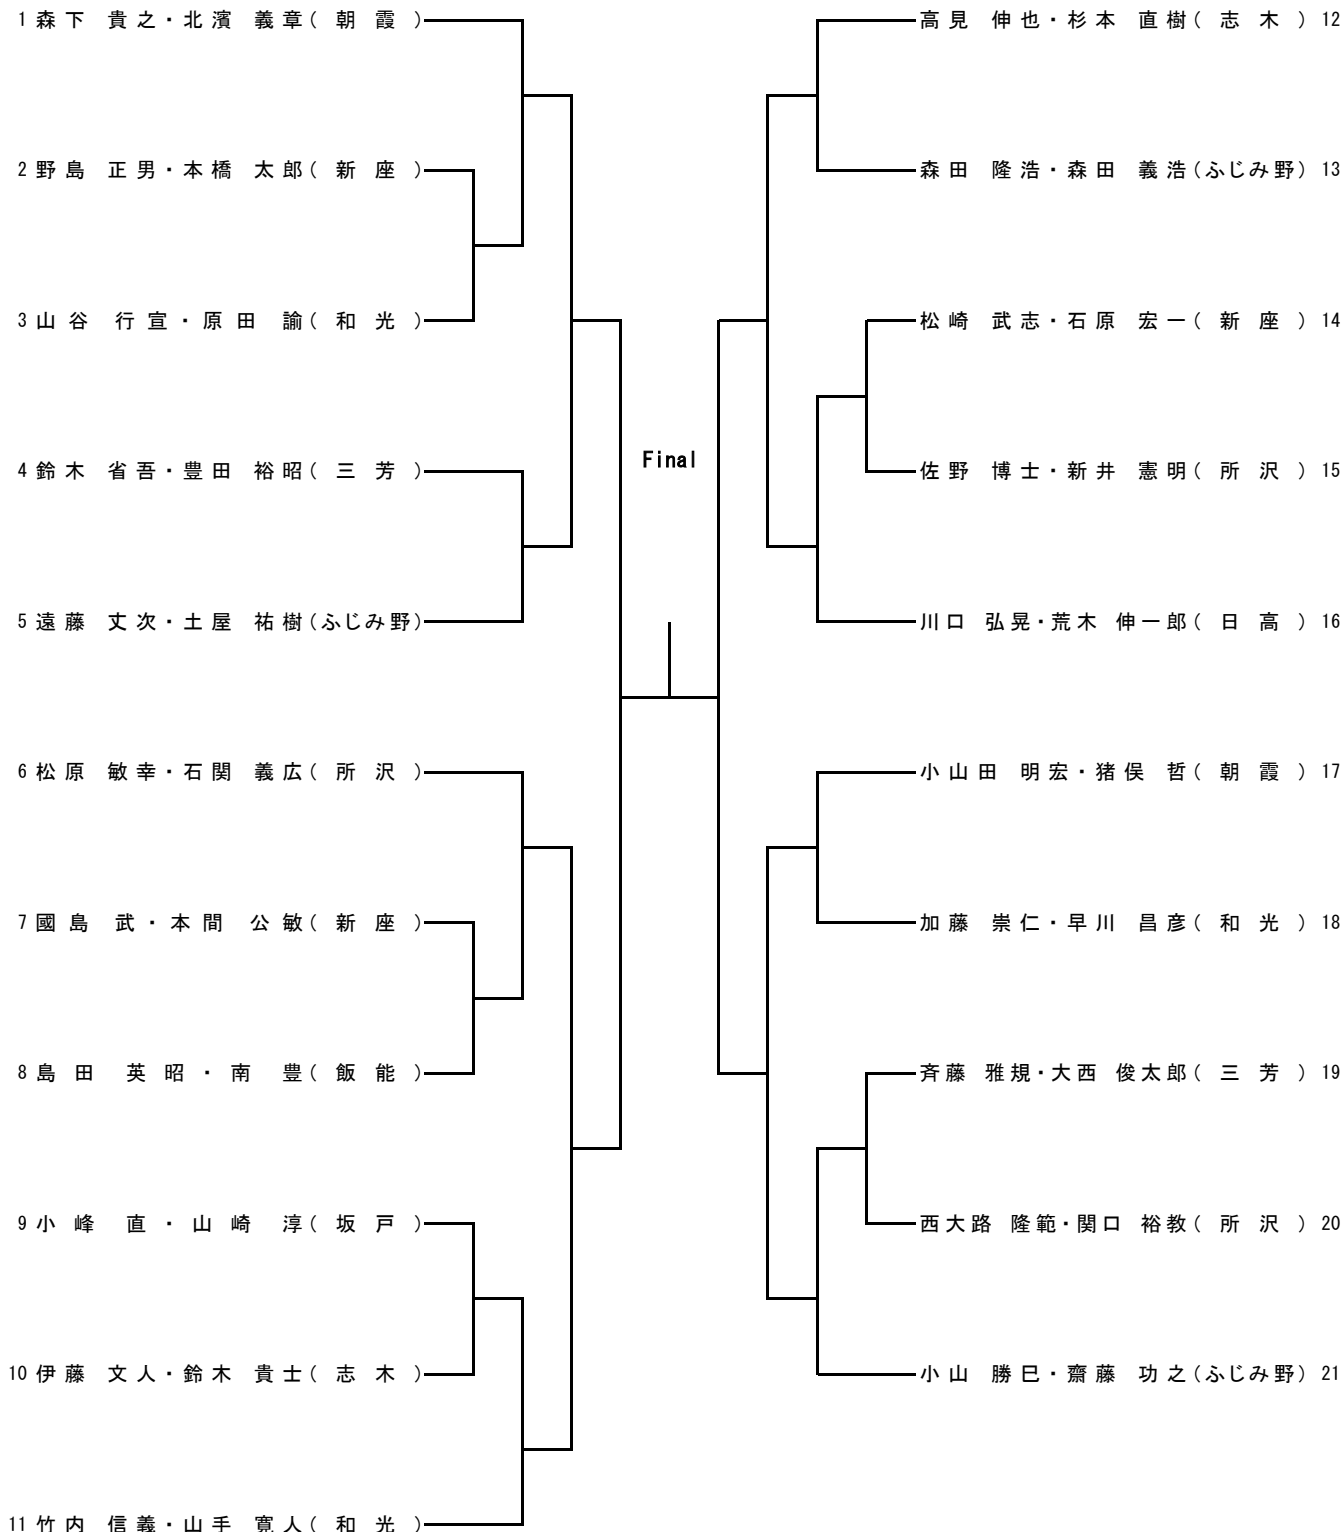 1 森下 貴之・北濱 義章( 朝 霞 )
2 野島 正男・本橋 太郎( 新 座 )
3 山谷 行宣・原田 諭( 和 光 )
4 鈴木 省吾・豊田 裕昭( 三 芳 )
5 遠藤 丈次・土屋 祐樹(ふじみ野)
6 松原 敏幸・石関 義広( 所 沢 )
7 國島 武・本間 公敏( 新 座 )
8 島田 英昭・南 豊( 飯 能 )
9 小峰 直・山崎 淳( 坂 戸 )
10 伊藤 文人・鈴木 貴士( 志 木 )
11 竹内 信義・山手 寛人( 和 光 )
Final
高見 伸也・杉本 直樹( 志 木 ) 12
森田 隆浩・森田 義浩(ふじみ野) 13
松崎 武志・石原 宏一( 新 座 ) 14
佐野 博士・新井 憲明( 所 沢 ) 15
川口 弘晃・荒木 伸一郎( 日 高 ) 16
小山田 明宏・猪俣 哲( 朝 霞 ) 17
加藤 崇仁・早川 昌彦( 和 光 ) 18
斉藤 雅規・大西 俊太郎( 三 芳 ) 19
西大路 隆範・関口 裕教( 所 沢 ) 20
小山 勝巳・齋藤 功之(ふじみ野) 21